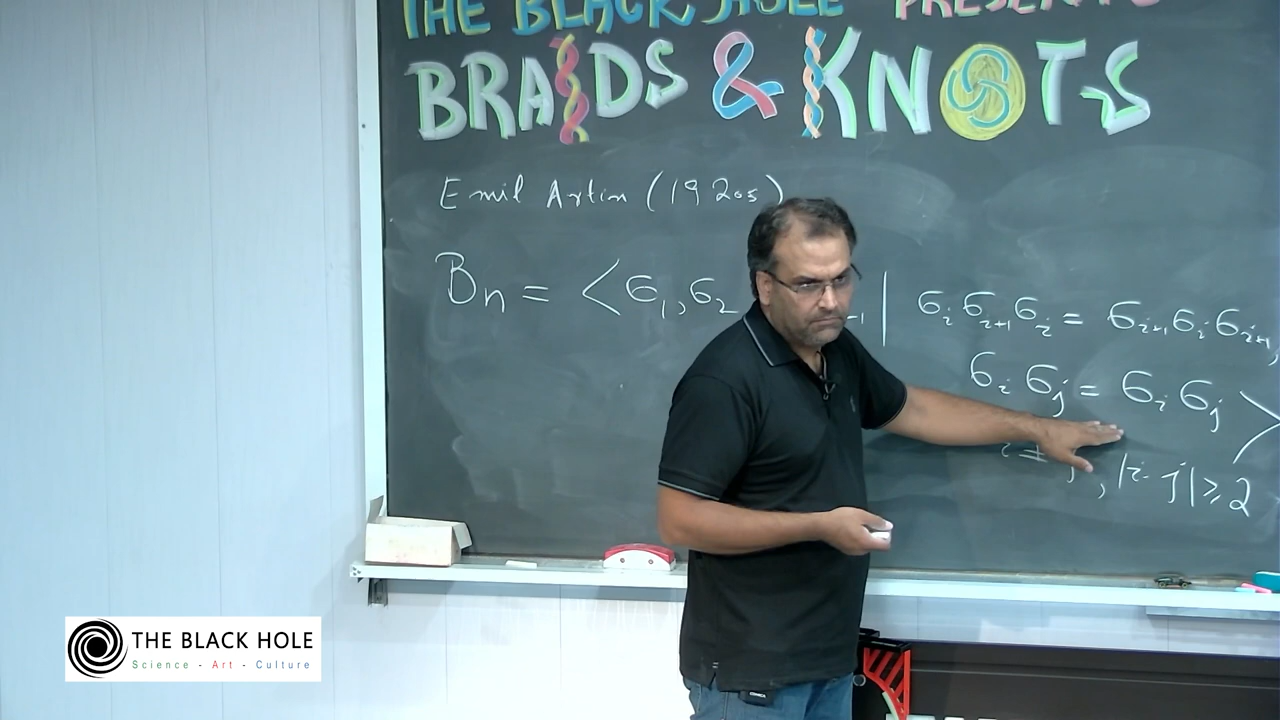 THE BLACK HOLE PRESENTS
BRAIDS & KNOTS
Emil Artin (1920s)
Bₙ = < σ₁, σ₂ ₋₁ | σᵢ σᵢ₊₁ σᵢ = σᵢ₊₁ σᵢ σᵢ₊₁,
σᵢ σⱼ = σᵢ σⱼ >
i ≠ j, |i - j| ≥ 2
THE BLACK HOLE
Science - Art - Culture